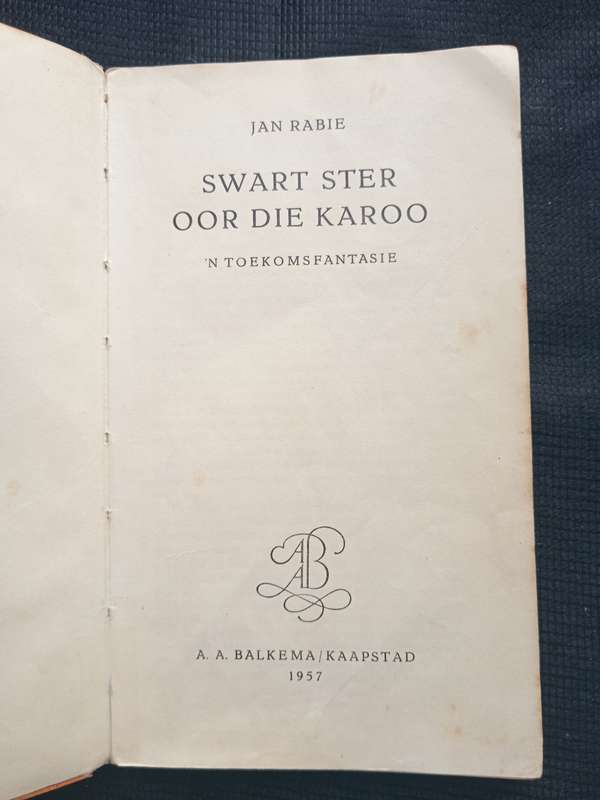 JAN RABIE
SWART STER
OOR DIE KAROO
'N TOEKOMSFANTASIE
AAB
A. A. BALKEMA/KAAPSTAD
1957